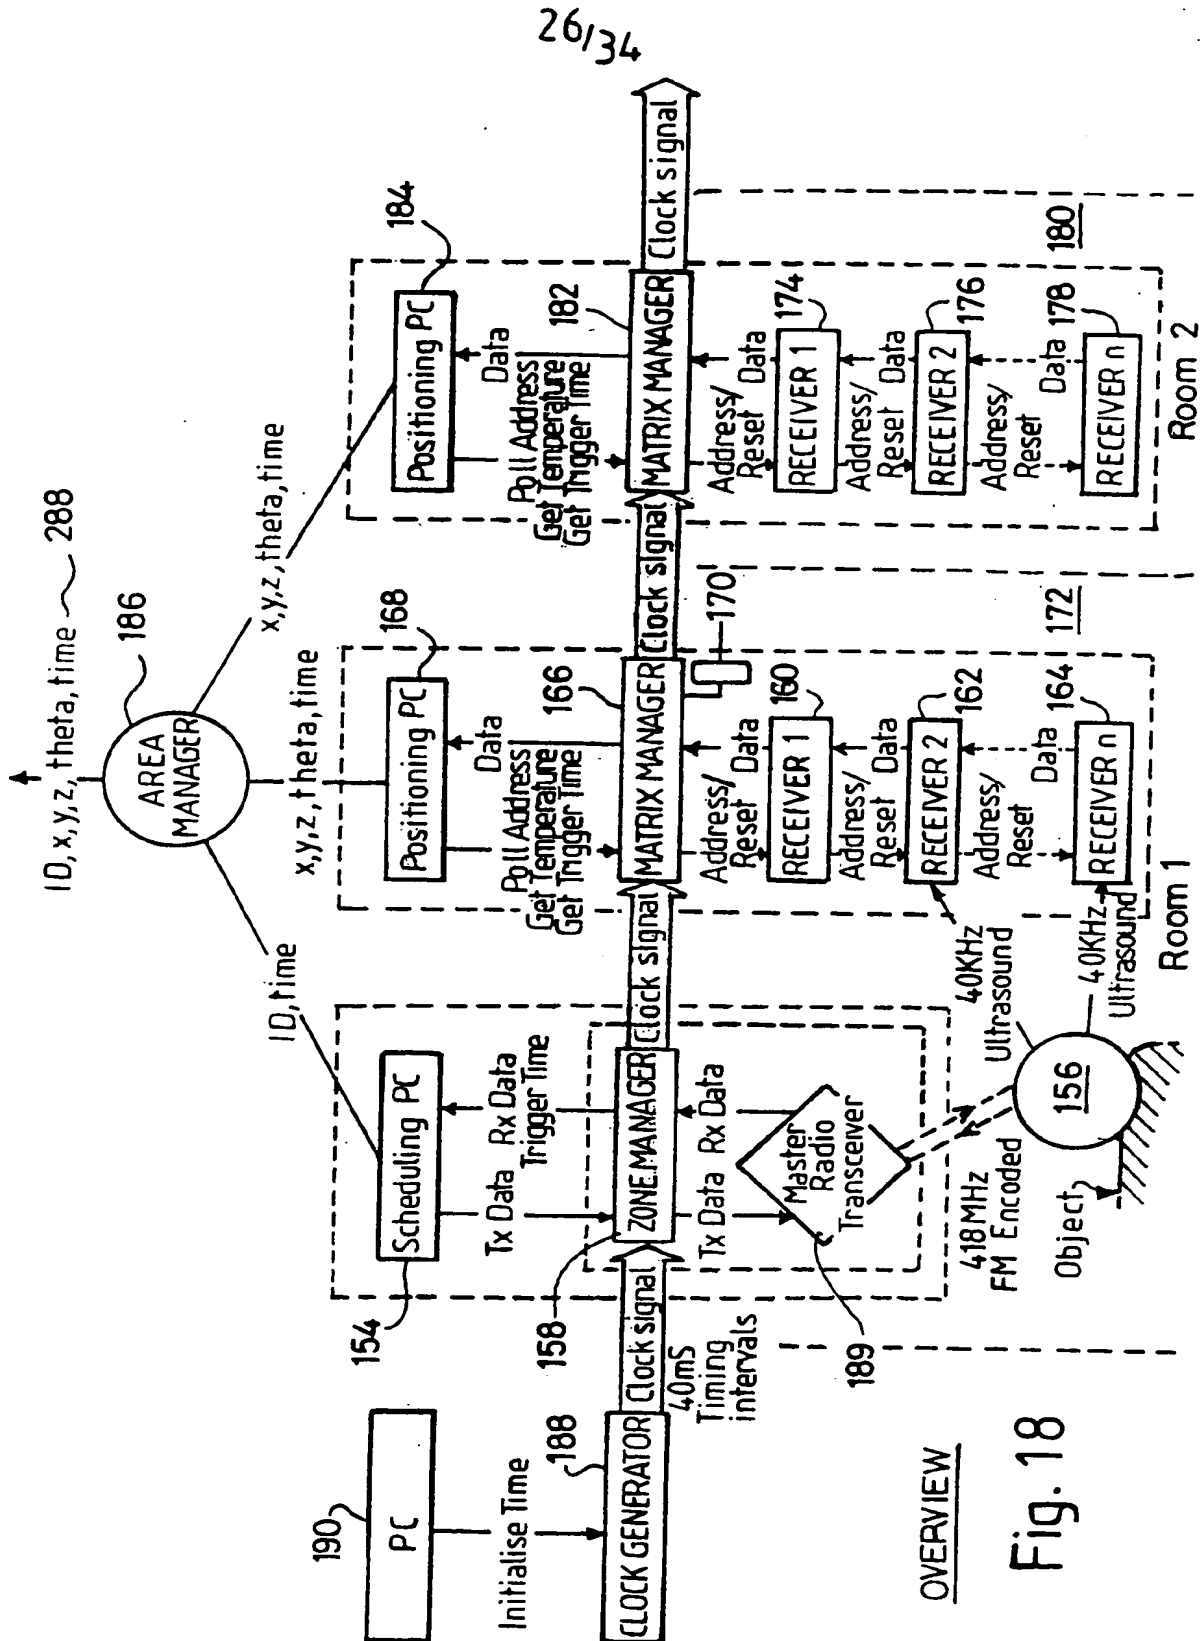 26/34
ID, x,y,z, theta, time
288
AREA
MANAGER
186
ID,time
x,y,z,theta,time
x,y,z,theta,time
190
PC
Initialise Time
CLOCK GENERATOR
188
Clock signal
40mS
Timing
intervals
154
Scheduling PC
Tx Data
Rx Data
Trigger Time
158
ZONE MANAGER
Clock signal
Tx Data
Rx Data
Master
Radio
Transceiver
189
418MHz
FM Encoded
Object
156
40KHz
Ultrasound
40KHz
Ultrasound
Positioning PC
168
Poll Address
Get Temperature
Get Trigger Time
Data
MATRIX MANAGER
166
Clock signal
170
Address/
Reset
Data
RECEIVER 1
160
Address/
Reset
Data
RECEIVER 2
162
Address/
Reset
Data
RECEIVER n
164
172
Room 1
Positioning PC
184
Poll Address
Get Temperature
Get Trigger Time
Data
MATRIX MANAGER
182
Clock signal
Address/
Reset
Data
RECEIVER 1
174
Address/
Reset
Data
RECEIVER 2
176
Address/
Reset
Data
RECEIVER n
178
180
Room 2
OVERVIEW
Fig. 18